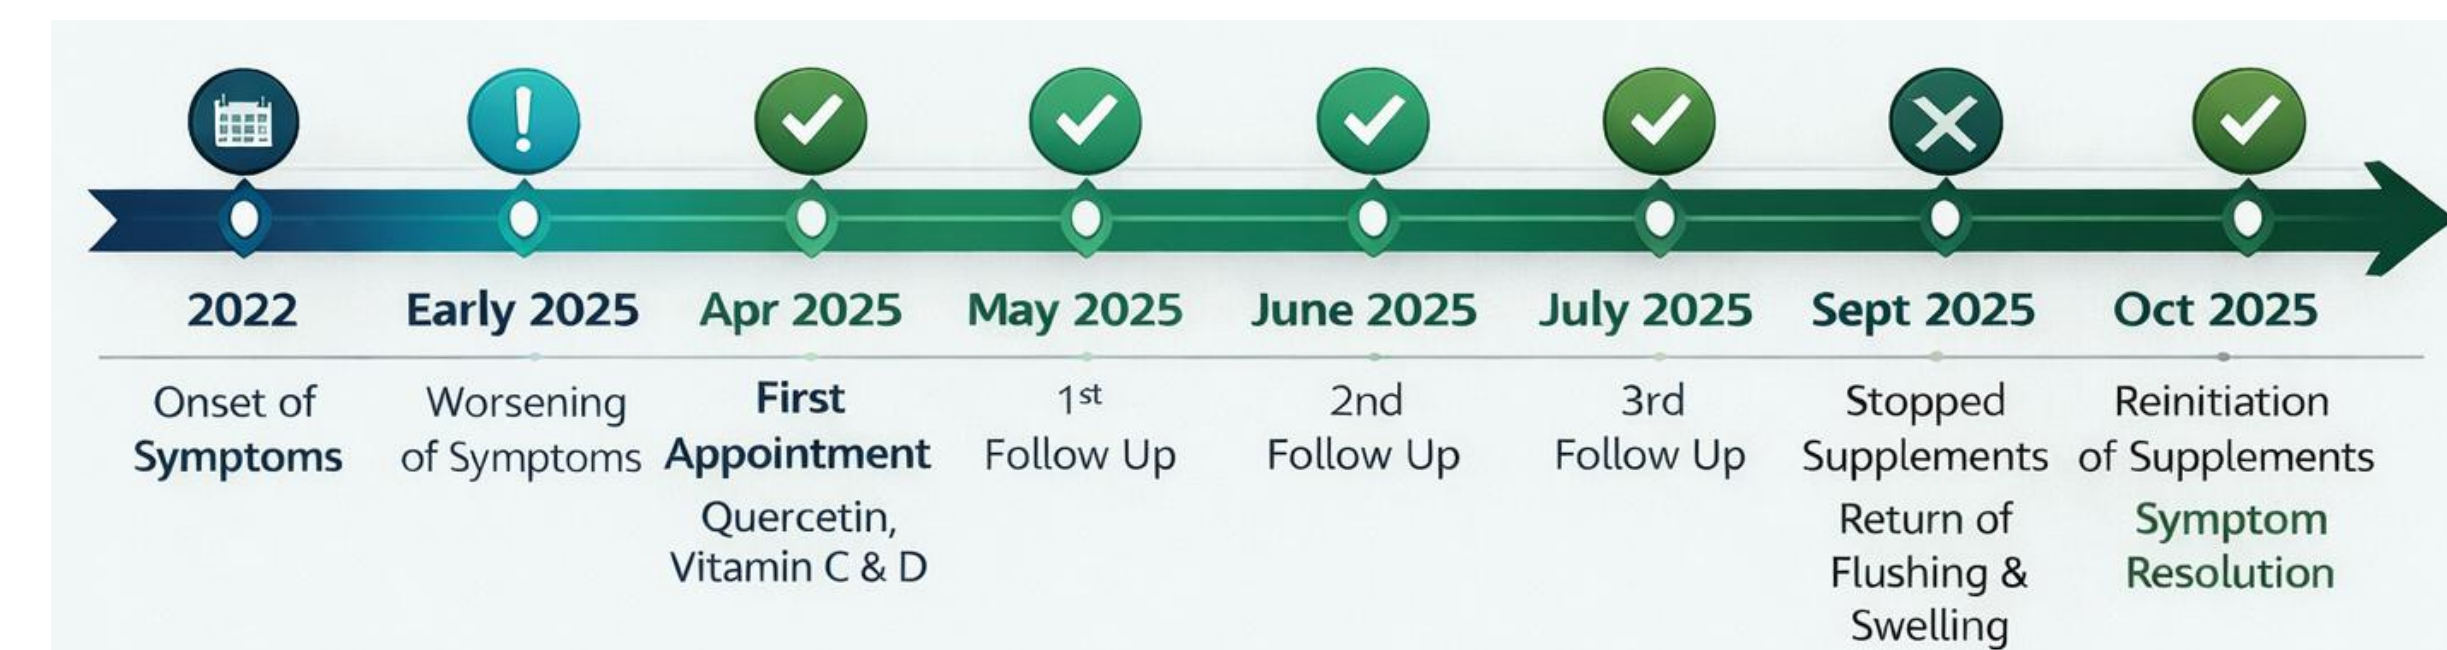 2022
Early 2025
Apr 2025
May 2025
June 2025
July 2025
Sept 2025
Oct 2025
Onset of
Symptoms
Worsening
of Symptoms
First
Appointment
Quercetin,
Vitamin C & D
1st
Follow Up
2nd
Follow Up
3rd
Follow Up
Stopped
Supplements
Return of
Flushing &
Swelling
Reinitiation
of Supplements
Symptom
Resolution